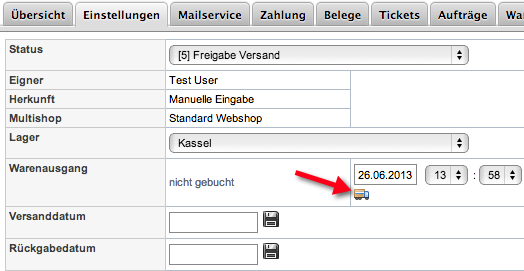 Übersicht Einstellungen Mailservice Zahlung Belege Tickets Aufträge
Status [5] Freigabe Versand
Eigner Test User
Herkunft Manuelle Eingabe
Multishop Standard Webshop
Lager Kassel
Warenausgang nicht gebucht 26.06.2013 13 : 58
Versanddatum
Rückgabedatum